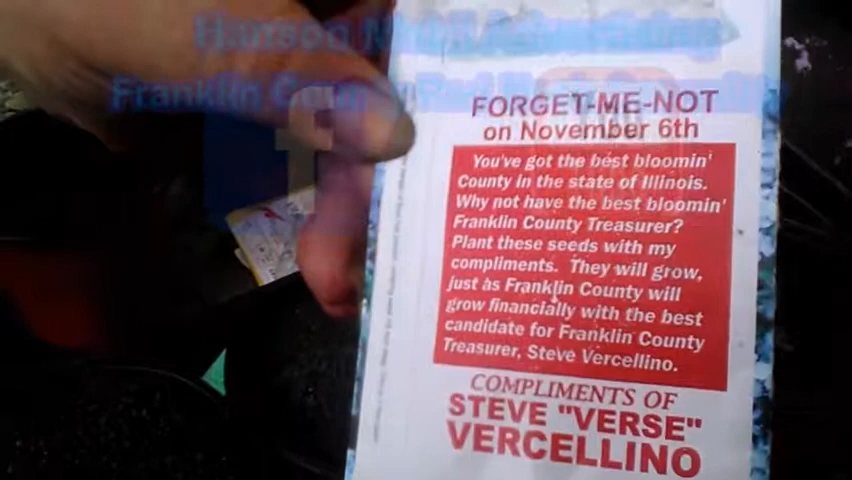 Franklin County
FORGET-ME-NOT
on November 6th
You've got the best bloomin'
County in the state of Illinois.
Why not have the best bloomin'
Franklin County Treasurer?
Plant these seeds with my
compliments. They will grow,
just as Franklin County will
grow financially with the best
candidate for Franklin County
Treasurer, Steve Vercellino.
COMPLIMENTS OF
STEVE "VERSE"
VERCELLINO